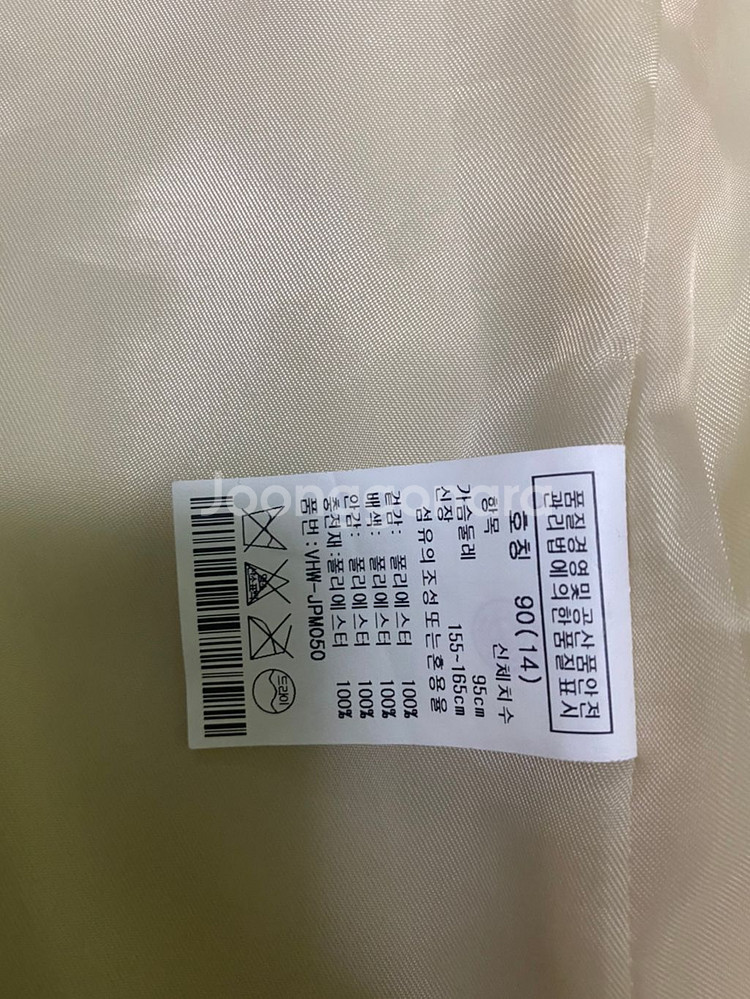 품질경영및공산품안전
관리법에의한품질표시
호칭 90(14)
항목 신체치수
가슴둘레 95cm
신장 155~165cm
섬유의 조성 또는 혼용율
겉감: 폴리에스터 100%
배색: 폴리에스터 100%
안감: 폴리에스터 100%
충전재:폴리에스터 100%
품번:VHW-JPM050
드라이
Joonggonara